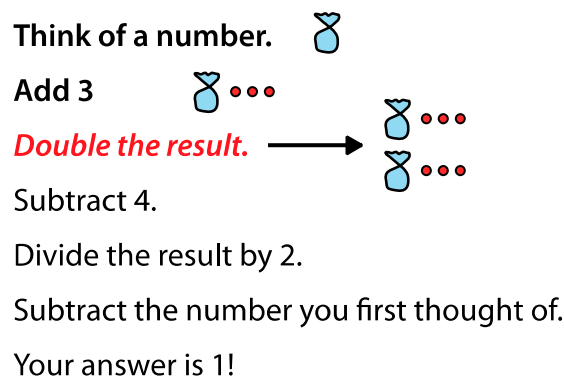 Think of a number.
Add 3
Double the result.
Subtract 4.
Divide the result by 2.
Subtract the number you first thought of.
Your answer is 1!